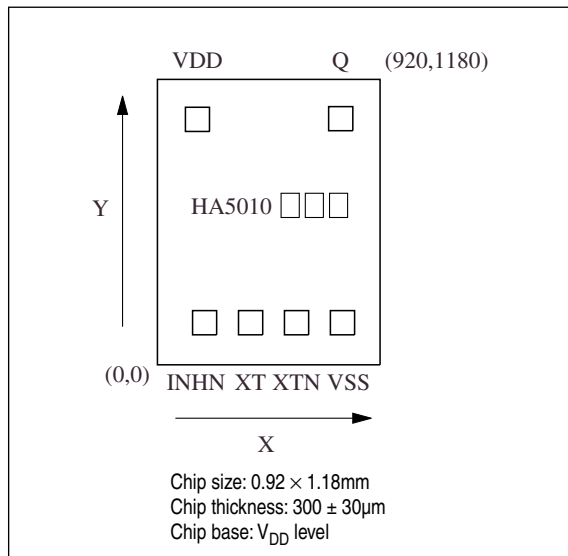 VDD Q (920,1180)
Y HA5010
(0,0) INHN XT XTN VSS
X
Chip size: 0.92 × 1.18mm
Chip thickness: 300 ± 30µm
Chip base: VDD level